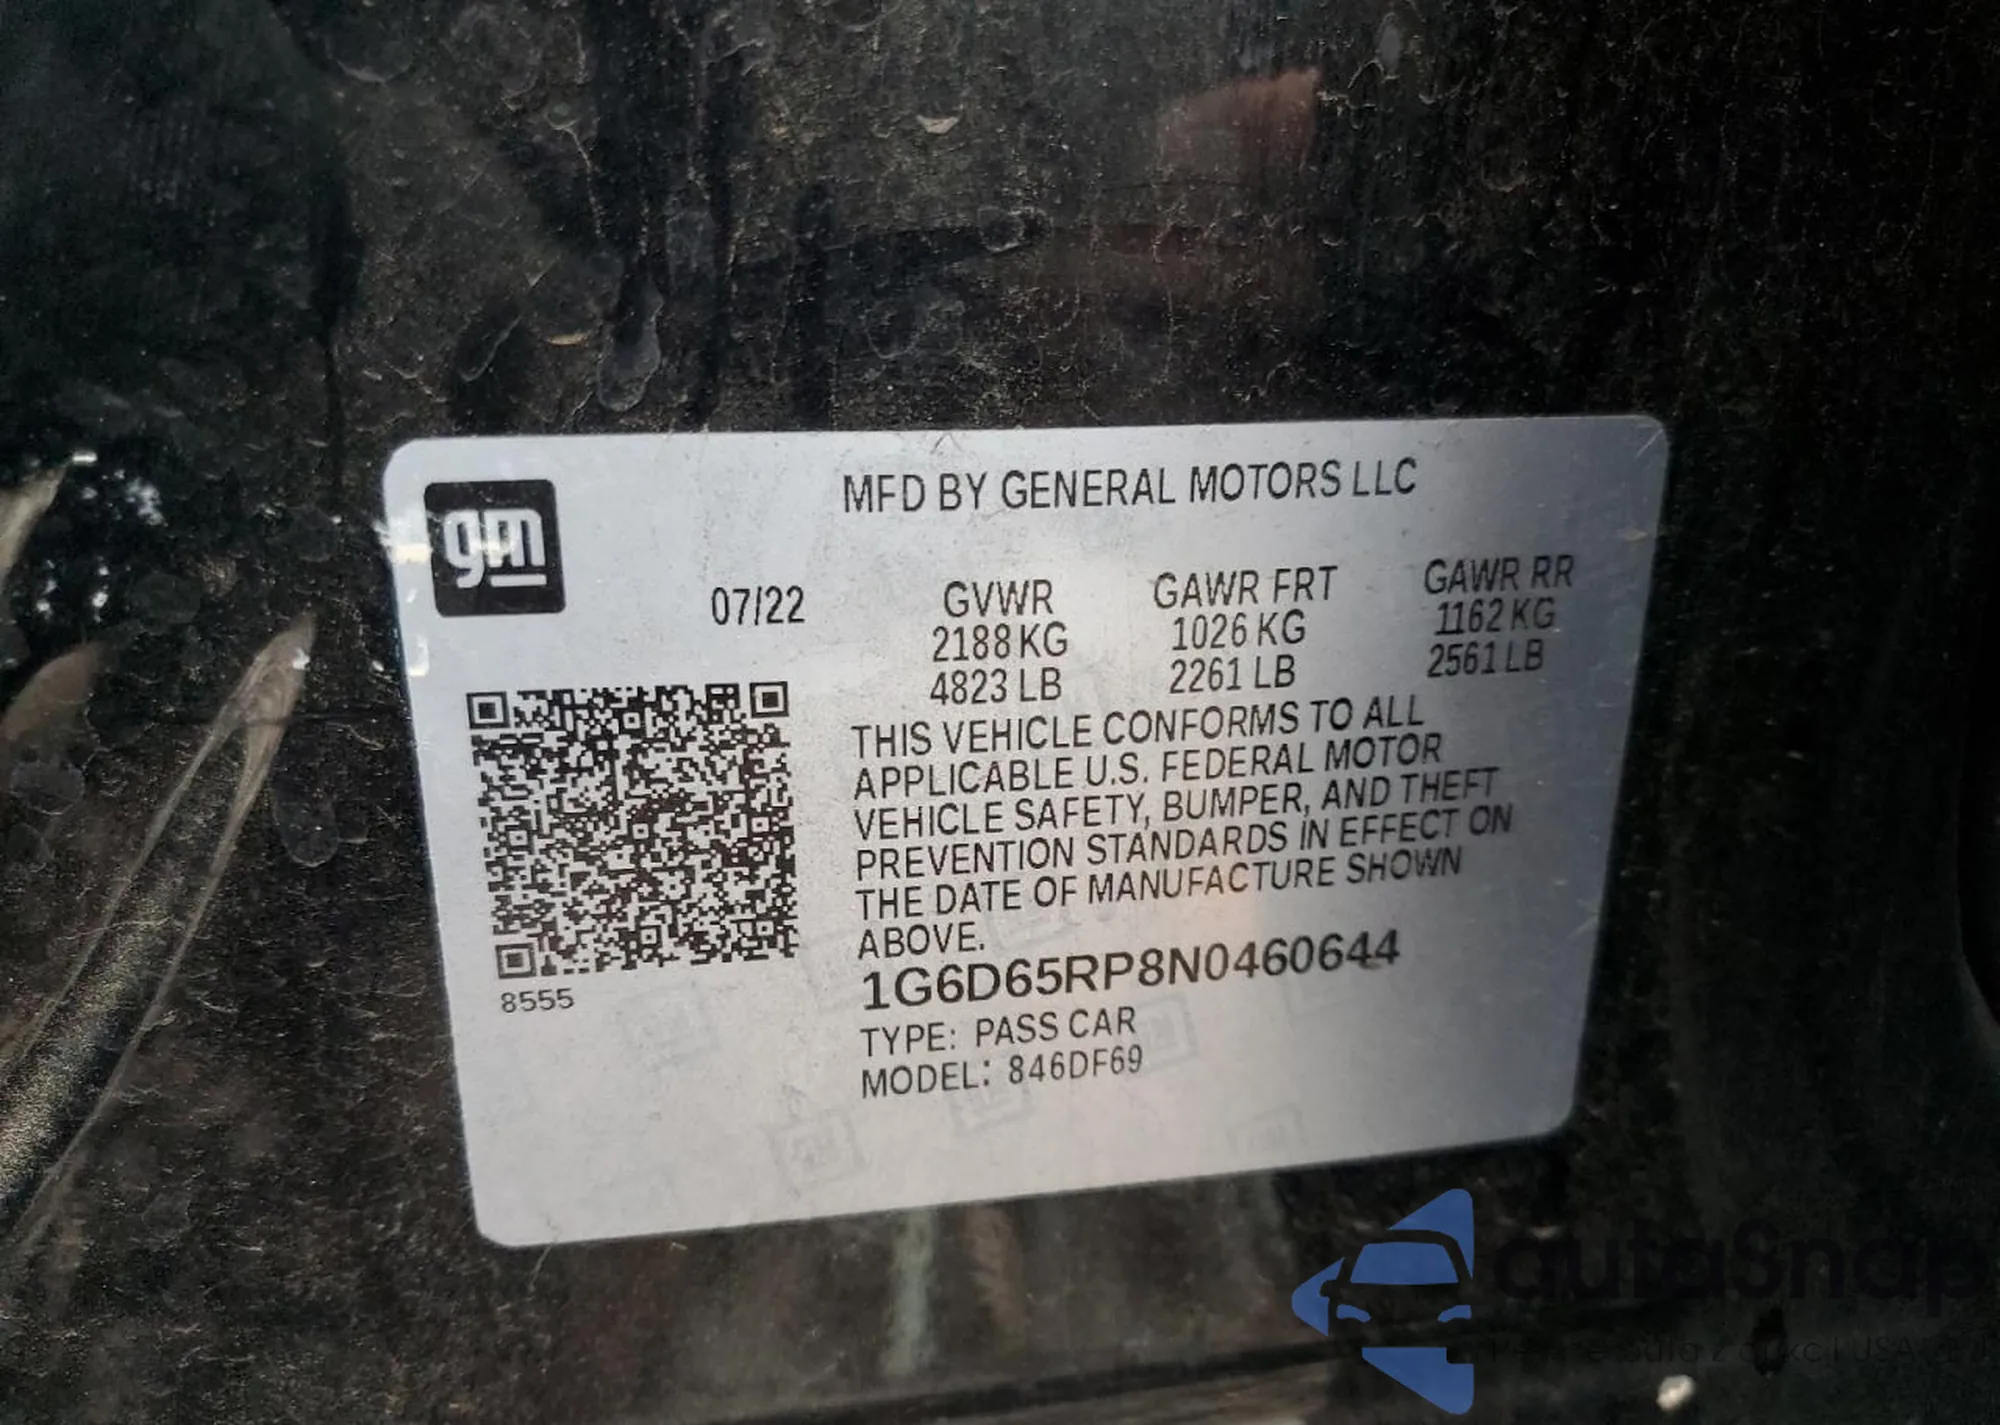 gm
MFD BY GENERAL MOTORS LLC
07/22 GVWR GAWR FRT GAWR RR
2188 KG 1026 KG 1162 KG
4823 LB 2261 LB 2561 LB
THIS VEHICLE CONFORMS TO ALL
APPLICABLE U.S. FEDERAL MOTOR
VEHICLE SAFETY, BUMPER, AND THEFT
PREVENTION STANDARDS IN EFFECT ON
THE DATE OF MANUFACTURE SHOWN
ABOVE.
8555
1G6D65RP8N0460644
TYPE: PASS CAR
MODEL: 846DF69
autoSnap